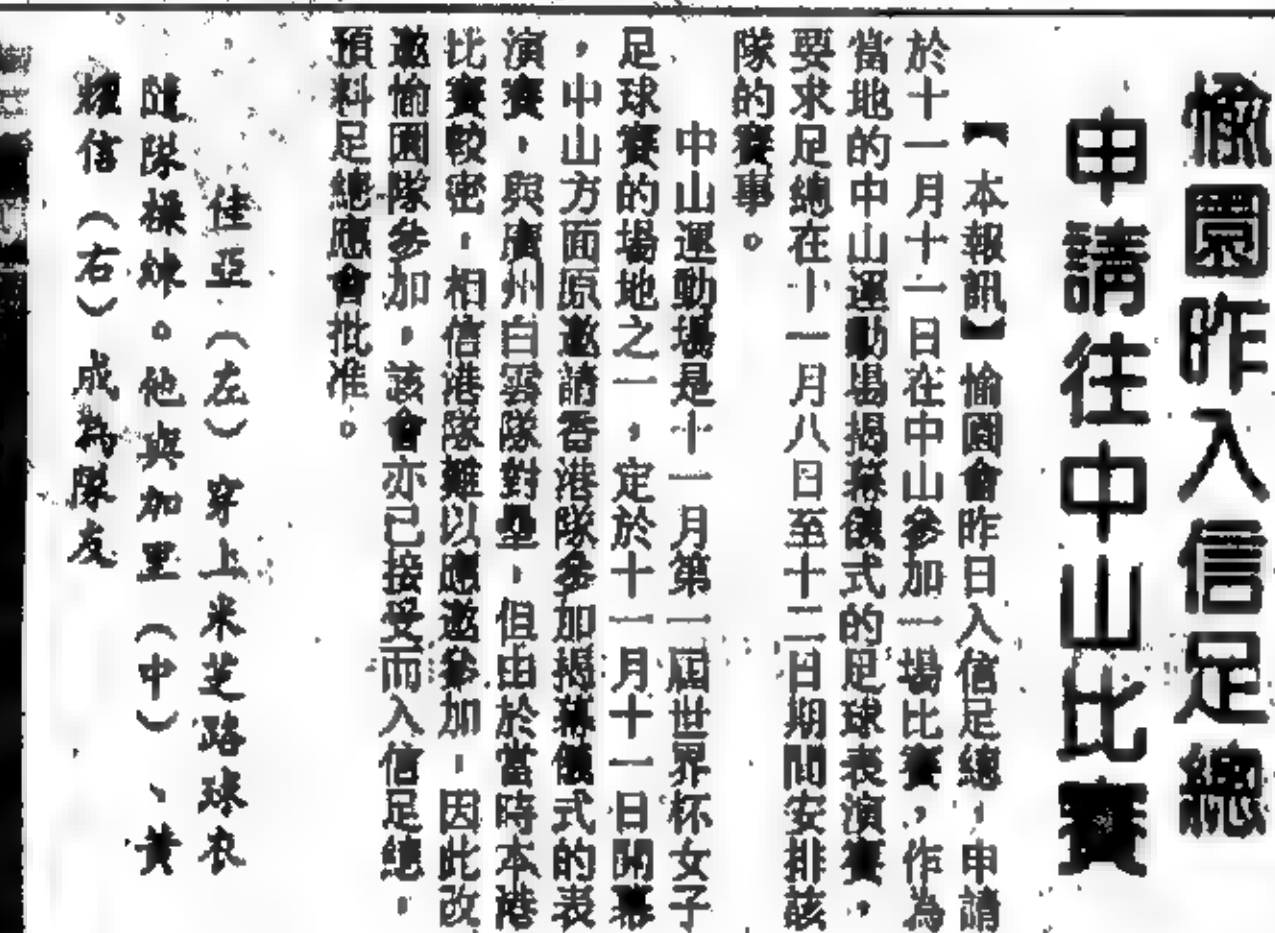 愉園昨入信足總
申請往中山比賽
【本報訊】愉園會昨日入信足總,申請
於十一月十一日在中山參加一場比賽,作為
當地的中山運動場揭幕儀式的足球表演賽,
要求足總在十一月八日至十二日期間安排該
隊的賽事。
中山運動場是十一月第一屆世界杯女子
足球賽的場地之一,定於十一月十一日開幕
,中山方面原邀請香港隊參加揭幕儀式的表
演賽,與廣州白雲隊對壘,但由於當時本港
比賽較密,相信港隊難以應邀參加,因此改
邀愉園隊參加,該會亦已接受而入信足總,
預料足總應會批准。
佳亞(左)穿上米芝路球衣
隨隊操練。他與加里(中)、黃
耀信(右)成為隊友